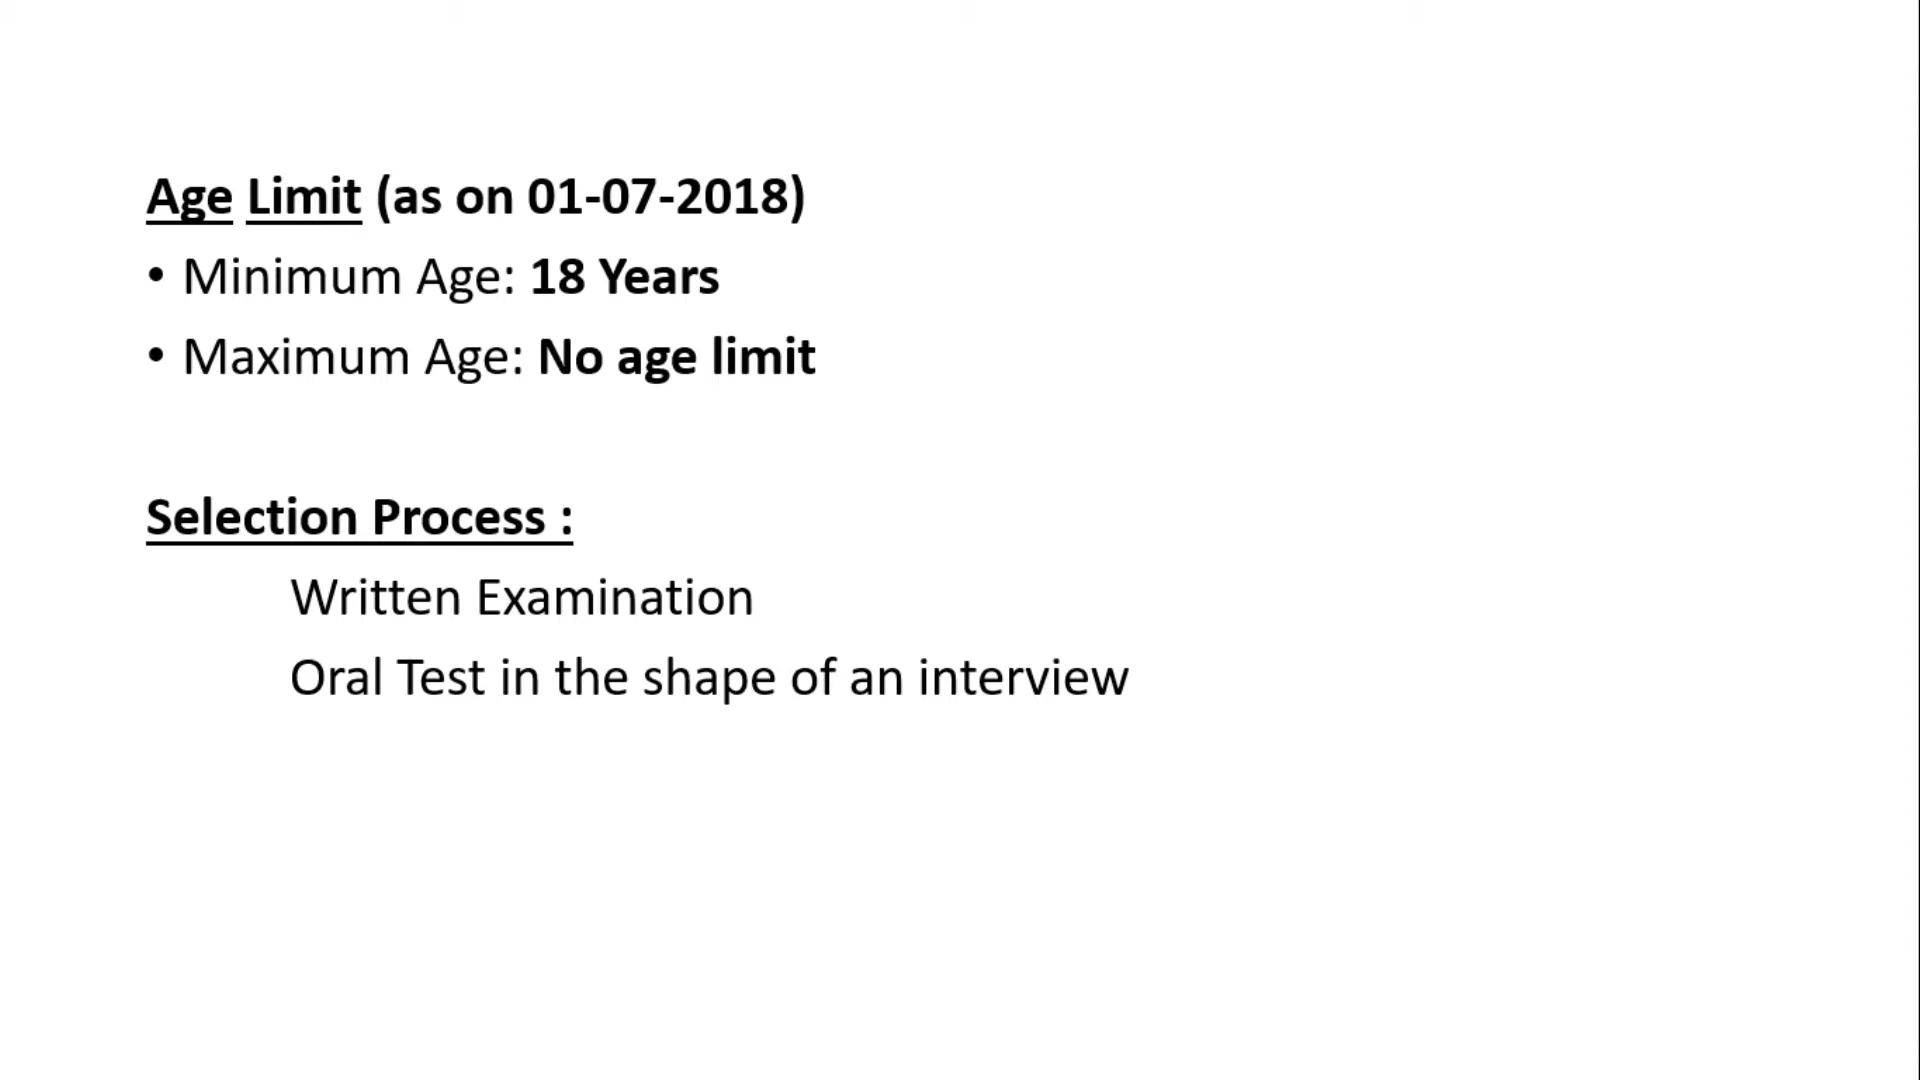 Age Limit (as on 01-07-2018)
• Minimum Age: 18 Years
• Maximum Age: No age limit
Selection Process :
Written Examination
Oral Test in the shape of an interview